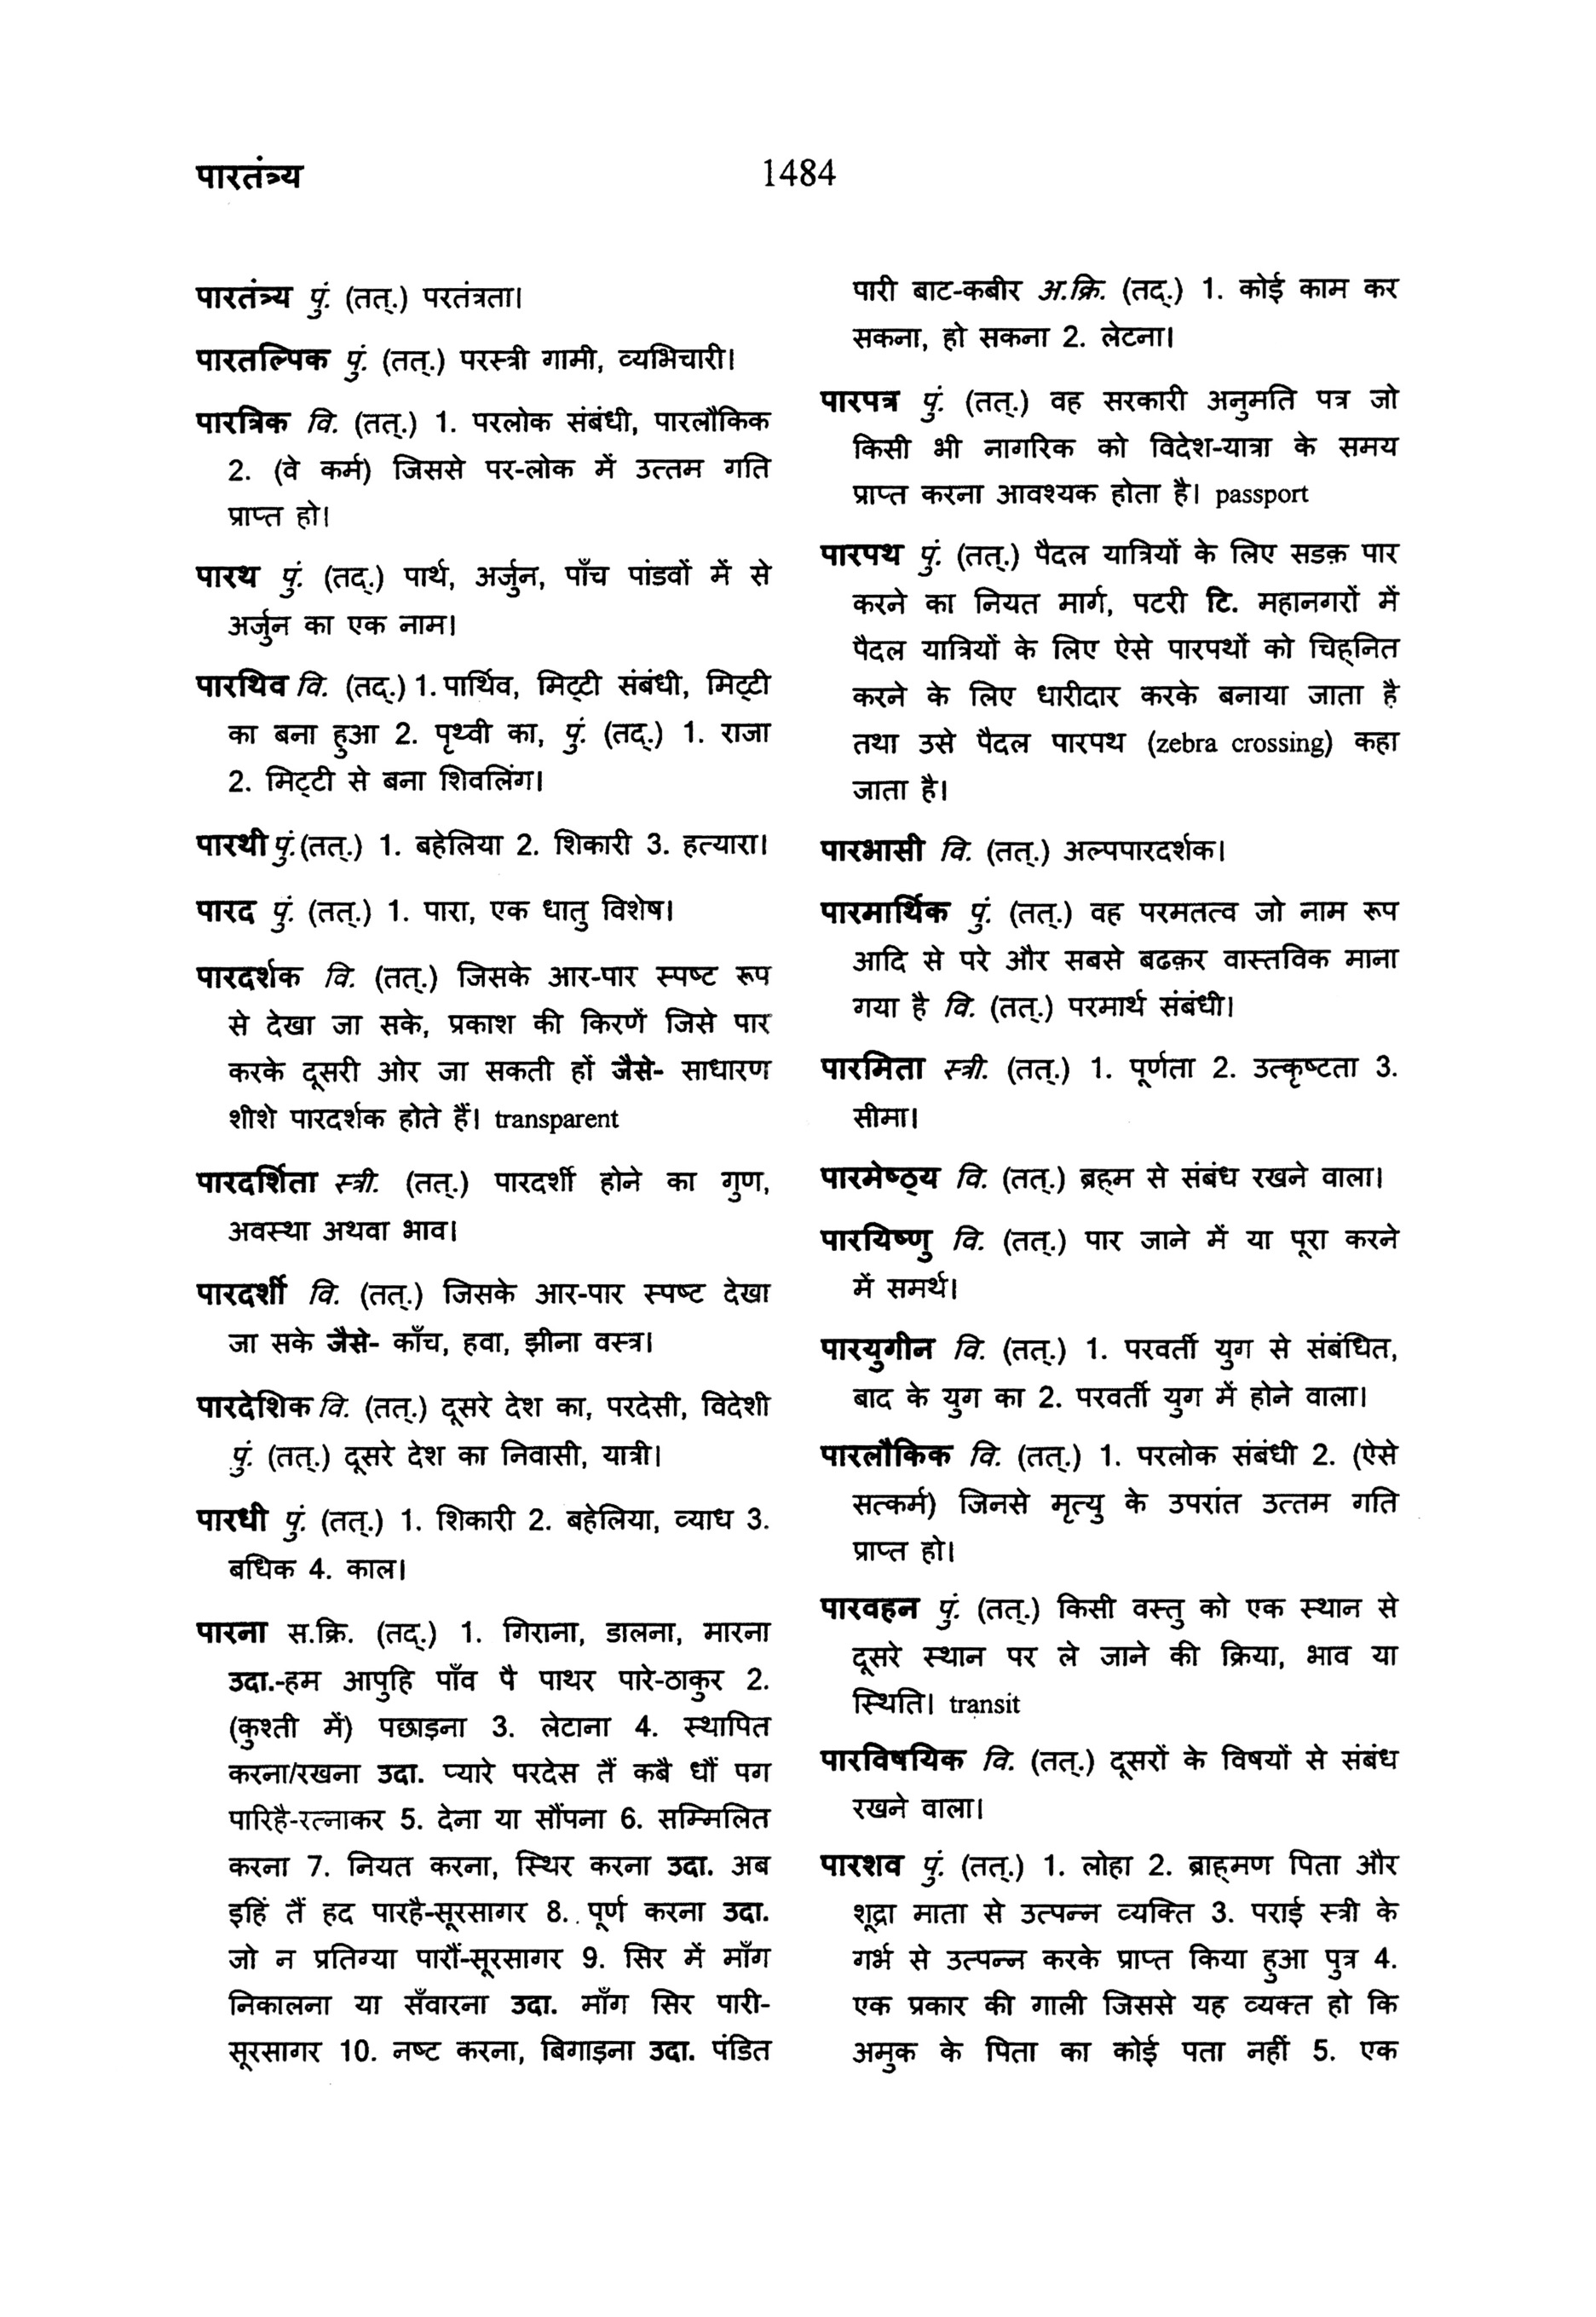 पारतंत्र्य
1484
पारतंत्र्य पुं. (तत्.) परतंत्रता।
पारतल्पिक पुं. (तत्.) परस्त्री गामी, व्यभिचारी।
पारत्रिक वि. (तत्.) 1. परलोक संबंधी, पारलौकिक
2. (वे कर्म) जिससे पर-लोक में उत्तम गति
प्राप्त हो।
पारथ पुं. (तद्.) पार्थ, अर्जुन, पाँच पांडवों में से
अर्जुन का एक नाम।
पारथिव वि. (तद्.) 1. पार्थिव, मिट्टी संबंधी, मिट्टी
का बना हुआ 2. पृथ्वी का, पुं. (तद्.) 1. राजा
2. मिट्टी से बना शिवलिंग।
पारथी पुं.(तत्.) 1. बहेलिया 2. शिकारी 3. हत्यारा।
पारद पुं. (तत्.) 1. पारा, एक धातु विशेष।
पारदर्शक वि. (तत्.) जिसके आर-पार स्पष्ट रूप
से देखा जा सके, प्रकाश की किरणें जिसे पार
करके दूसरी ओर जा सकती हों जैसे- साधारण
शीशे पारदर्शक होते हैं। transparent
पारदर्शिता स्त्री. (तत्.) पारदर्शी होने का गुण,
अवस्था अथवा भाव।
पारदर्शी वि. (तत्.) जिसके आर-पार स्पष्ट देखा
जा सके जैसे- काँच, हवा, झीना वस्त्र।
पारदेशिक वि. (तत्.) दूसरे देश का, परदेसी, विदेशी
पुं. (तत्.) दूसरे देश का निवासी, यात्री।
पारधी पुं. (तत्.) 1. शिकारी 2. बहेलिया, व्याध 3.
बधिक 4. काल।
पारना स.क्रि. (तद्.) 1. गिराना, डालना, मारना
उदा.-हम आपुहि पाँव पै पाथर पारे-ठाकुर 2.
(कुश्ती में) पछाड़ना 3. लेटाना 4. स्थापित
करना/रखना उदा. प्यारे परदेस तैं कबै धौं पग
पारिहै-रत्नाकर 5. देना या सौंपना 6. सम्मिलित
करना 7. नियत करना, स्थिर करना उदा. अब
इहिं तैं हद पारहै-सूरसागर 8. पूर्ण करना उदा.
जो न प्रतिग्या पारौं-सूरसागर 9. सिर में माँग
निकालना या सँवारना उदा. माँग सिर पारी-
सूरसागर 10. नष्ट करना, बिगाड़ना उदा. पंडित
पारी बाट-कबीर अ.क्रि. (तद्.) 1. कोई काम कर
सकना, हो सकना 2. लेटना।
पारपत्र पुं. (तत्.) वह सरकारी अनुमति पत्र जो
किसी भी नागरिक को विदेश-यात्रा के समय
प्राप्त करना आवश्यक होता है। passport
पारपथ पुं. (तत्.) पैदल यात्रियों के लिए सडक़ पार
करने का नियत मार्ग, पटरी टि. महानगरों में
पैदल यात्रियों के लिए ऐसे पारपथों को चिह्नित
करने के लिए धारीदार करके बनाया जाता है
तथा उसे पैदल पारपथ (zebra crossing) कहा
जाता है।
पारभासी वि. (तत्.) अल्पपारदर्शक।
पारमार्थिक पुं. (तत्.) वह परमतत्व जो नाम रूप
आदि से परे और सबसे बढक़र वास्तविक माना
गया है वि. (तत्.) परमार्थ संबंधी।
पारमिता स्त्री. (तत्.) 1. पूर्णता 2. उत्कृष्टता 3.
सीमा।
पारमेष्ठ्य वि. (तत्.) ब्रह्म से संबंध रखने वाला।
पारयिष्णु वि. (तत्.) पार जाने में या पूरा करने
में समर्थ।
पारयुगीन वि. (तत्.) 1. परवर्ती युग से संबंधित,
बाद के युग का 2. परवर्ती युग में होने वाला।
पारलौकिक वि. (तत्.) 1. परलोक संबंधी 2. (ऐसे
सत्कर्म) जिनसे मृत्यु के उपरांत उत्तम गति
प्राप्त हो।
पारवहन पुं. (तत्.) किसी वस्तु को एक स्थान से
दूसरे स्थान पर ले जाने की क्रिया, भाव या
स्थिति। transit
पारविषयिक वि. (तत्.) दूसरों के विषयों से संबंध
रखने वाला।
पारशव पुं. (तत्.) 1. लोहा 2. ब्राह्मण पिता और
शूद्रा माता से उत्पन्न व्यक्ति 3. पराई स्त्री के
गर्भ से उत्पन्न करके प्राप्त किया हुआ पुत्र 4.
एक प्रकार की गाली जिससे यह व्यक्त हो कि
अमुक के पिता का कोई पता नहीं 5. एक